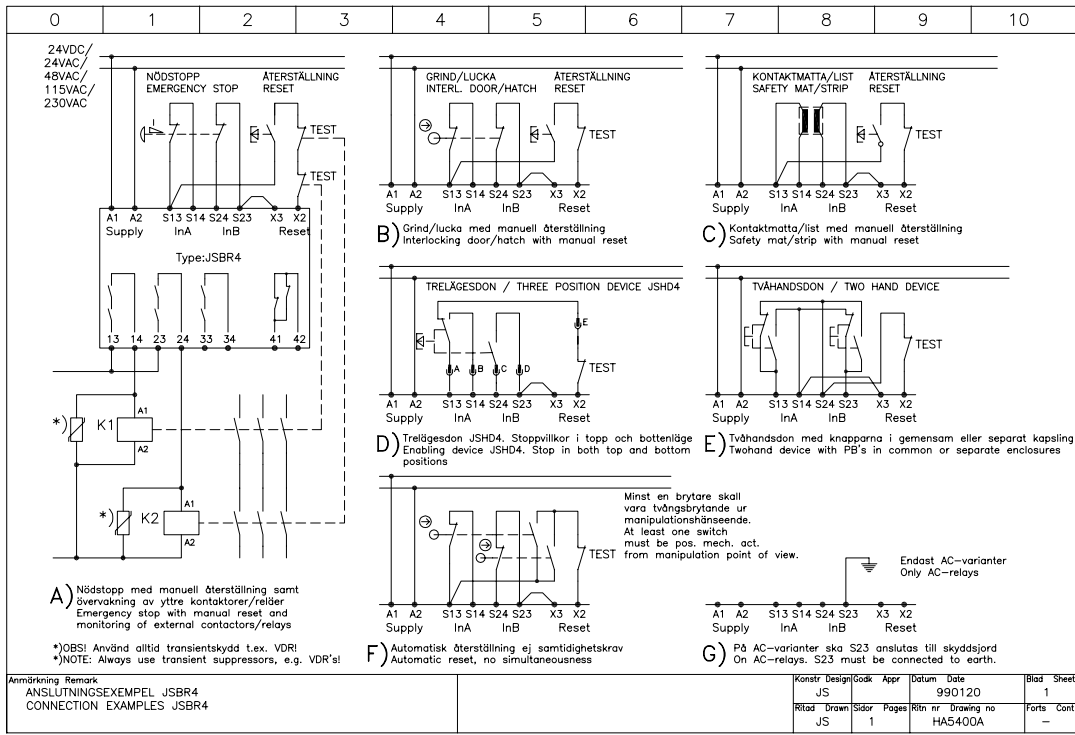 0 1 2 3 4 5 6 7 8 9 10
24VDC/
24VAC/
48VAC/
115VAC/
230VAC
NÖDSTOPP
EMERGENCY STOP
ÅTERSTÄLLNING
RESET
TEST
TEST
A1 A2 S13 S14 S24 S23 X3 X2
Supply InA InB Reset
Type:JSBR4
13 14 23 24 33 34 41 42
*) K1 A1
A2
*) K2 A1
A2
A) Nödstopp med manuell återställning samt
övervakning av yttre kontaktorer/reläer
Emergency stop with manual reset and
monitoring of external contactors/relays
*)OBS! Använd alltid transientskydd t.ex. VDR!
*)NOTE: Always use transient suppressors, e.g. VDR's!
GRIND/LUCKA
INTERL. DOOR/HATCH
ÅTERSTÄLLNING
RESET
TEST
A1 A2 S13 S14 S24 S23 X3 X2
Supply InA InB Reset
B) Grind/lucka med manuell återställning
Interlocking door/hatch with manual reset
KONTAKTMATTA/LIST
SAFETY MAT/STRIP
ÅTERSTÄLLNING
RESET
TEST
A1 A2 S13 S14 S24 S23 X3 X2
Supply InA InB Reset
C) Kontaktmatta/list med manuell återställning
Safety mat/strip with manual reset
TRELÄGESDON / THREE POSITION DEVICE JSHD4
E
TEST
A B C D
A1 A2 S13 S14 S24 S23 X3 X2
Supply InA InB Reset
D) Trelägesdon JSHD4. Stoppvillkor i topp och bottenläge
Enabling device JSHD4. Stop in both top and bottom
positions
TVÅHANDSDON / TWO HAND DEVICE
TEST
A1 A2 S13 S14 S24 S23 X3 X2
Supply InA InB Reset
E) Tvåhandsdon med knapparna i gemensam eller separat kapsling
Twohand device with PB's in common or separate enclosures
Minst en brytare skall
vara tvångsbrytande ur
manipulationshänseende.
At least one switch
must be pos. mech. act.
from manipulation point of view.
TEST
A1 A2 S13 S14 S24 S23 X3 X2
Supply InA InB Reset
F) Automatisk återställning ej samtidighetskrav
Automatic reset, no simultaneousness
Endast AC-varianter
Only AC-relays
A1 A2 S13 S14 S24 S23 X3 X2
Supply InA InB Reset
G) På AC-varianter ska S23 anslutas till skyddsjord
On AC-relays. S23 must be connected to earth.
Anmärkning Remark
ANSLUTNINGSEXEMPEL JSBR4
CONNECTION EXAMPLES JSBR4
Konstr Design Godk Appr Datum Date Blad Sheet
JS 990120 1
Ritad Drawn Sidor Pages Ritn nr Drawing no Forts Cont
JS 1 HA5400A -